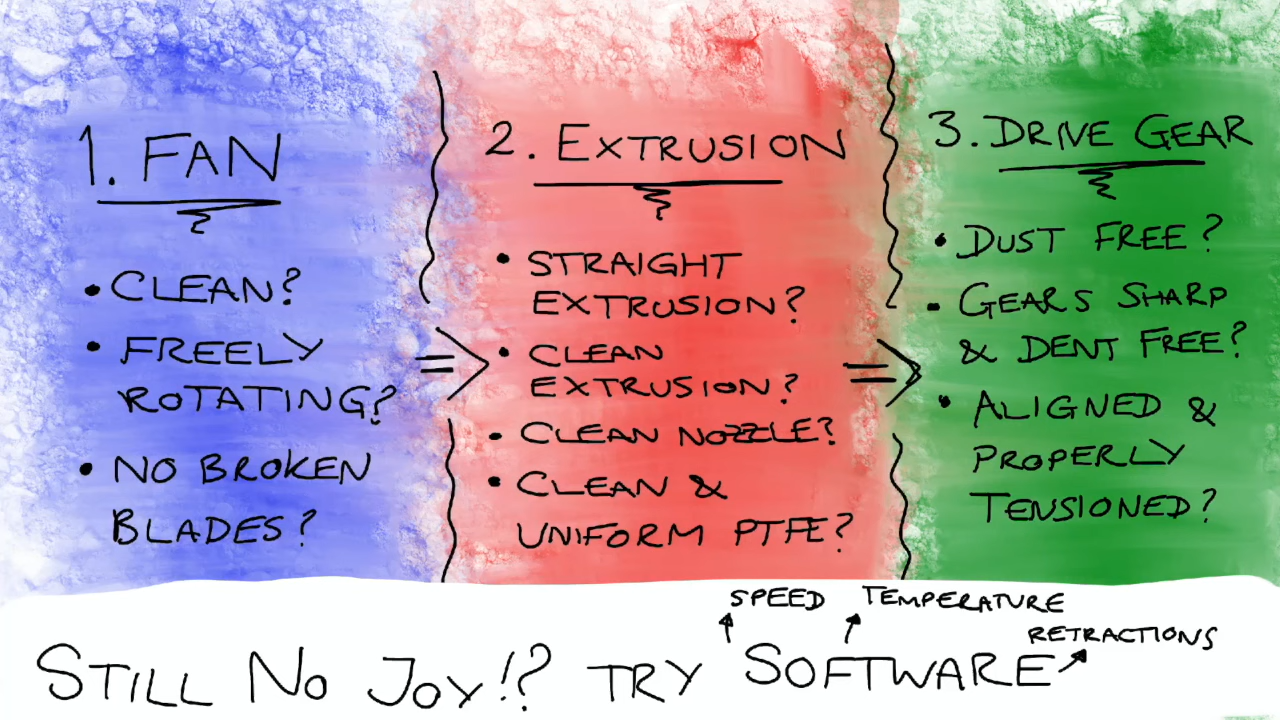 1. FAN
• CLEAN?
• FREELY
ROTATING?
• NO BROKEN
BLADES?
=>
2. EXTRUSION
• STRAIGHT
EXTRUSION?
• CLEAN
EXTRUSION?
• CLEAN NOZZLE?
• CLEAN &
UNIFORM PTFE?
=>
3. DRIVE GEAR
• DUST FREE?
• GEARS SHARP
& DENT FREE?
• ALIGNED &
PROPERLY
TENSIONED?
SPEED TEMPERATURE
RETRACTIONS
STILL NO JOY!? TRY SOFTWARE